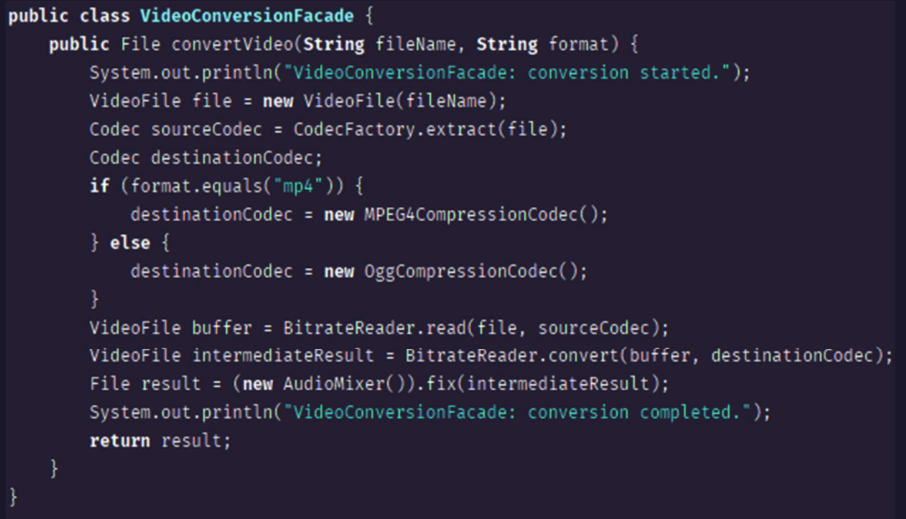 public class VideoConversionFacade {
    public File convertVideo(String fileName, String format) {
        System.out.println("VideoConversionFacade: conversion started.");
        VideoFile file = new VideoFile(fileName);
        Codec sourceCodec = CodecFactory.extract(file);
        Codec destinationCodec;
        if (format.equals("mp4")) {
            destinationCodec = new MPEG4CompressionCodec();
        } else {
            destinationCodec = new OggCompressionCodec();
        }
        VideoFile buffer = BitrateReader.read(file, sourceCodec);
        VideoFile intermediateResult = BitrateReader.convert(buffer, destinationCodec);
        File result = (new AudioMixer()).fix(intermediateResult);
        System.out.println("VideoConversionFacade: conversion completed.");
        return result;
    }
}